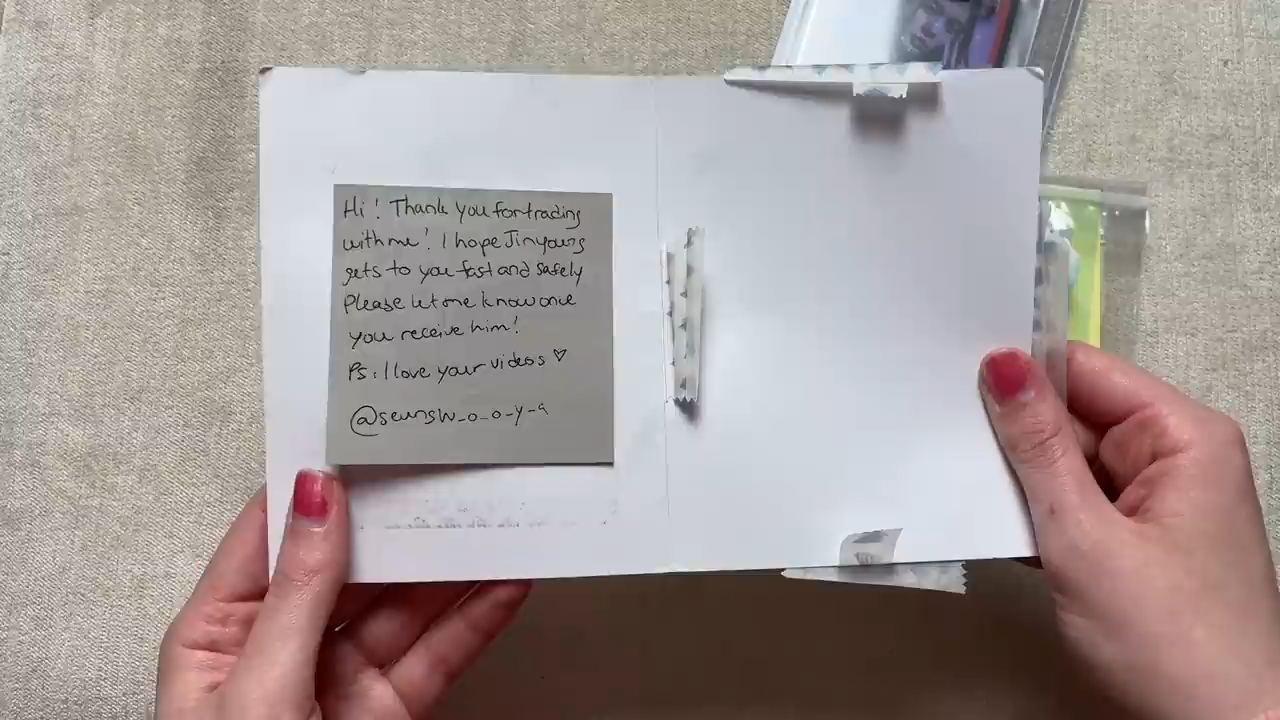 Hi! Thank you for trading
with me! I hope Jinyoung
gets to you fast and safely
Please let me know once
you receive him!
Ps: I love your videos ♡
@seungw_o_o_y_a